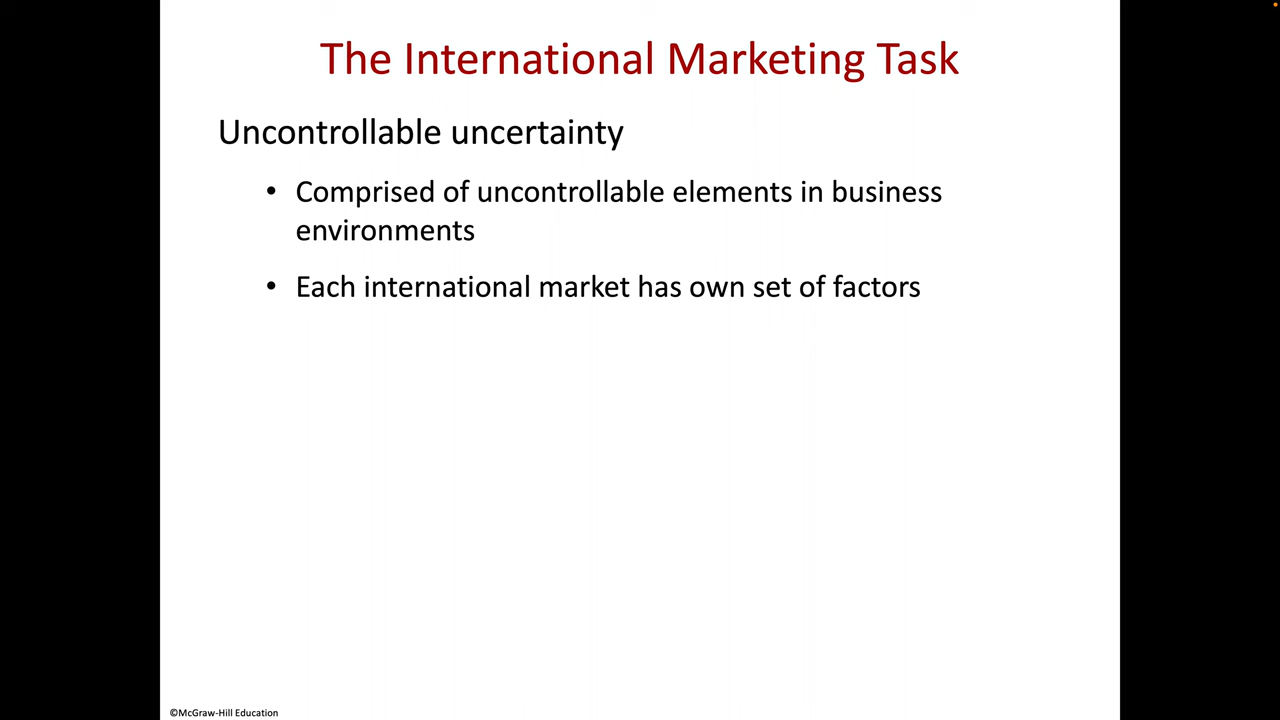 The International Marketing Task
Uncontrollable uncertainty
• Comprised of uncontrollable elements in business
environments
• Each international market has own set of factors
©McGraw-Hill Education